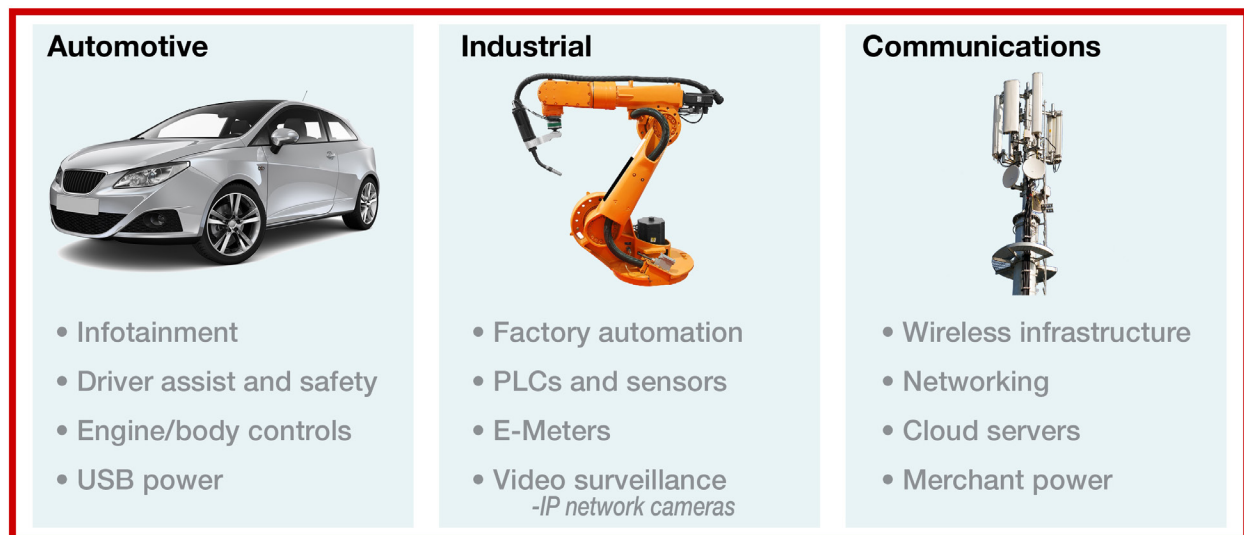 Automotive
• Infotainment
• Driver assist and safety
• Engine/body controls
• USB power
Industrial
• Factory automation
• PLCs and sensors
• E-Meters
• Video surveillance
-IP network cameras
Communications
• Wireless infrastructure
• Networking
• Cloud servers
• Merchant power